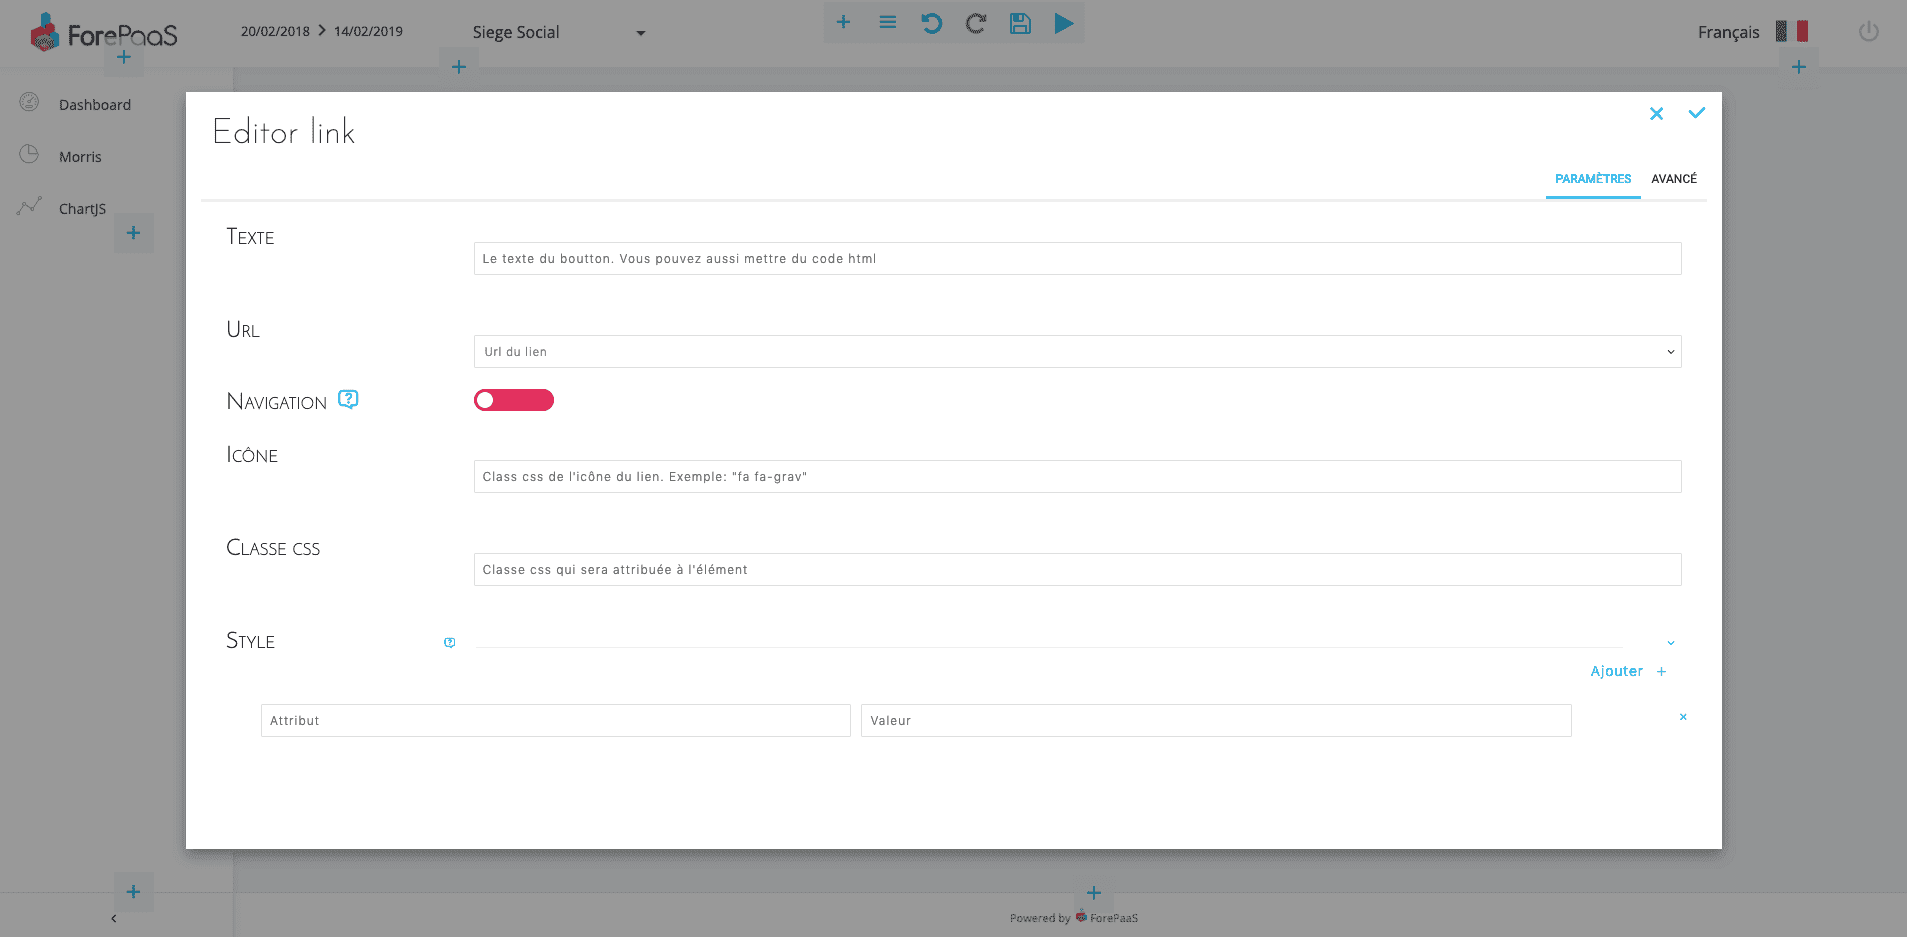 ForePaaS
20/02/2018 > 14/02/2019
Siege Social
Français
Dashboard
Morris
ChartJS
Editor link
PARAMÈTRES
AVANCÉ
Texte
Le texte du boutton. Vous pouvez aussi mettre du code html
Url
Url du lien
Navigation
Icône
Class css de l'icône du lien. Exemple: "fa fa-grav"
Classe css
Classe css qui sera attribuée à l'élément
Style
Ajouter +
Attribut
Valeur
Powered by ForePaaS